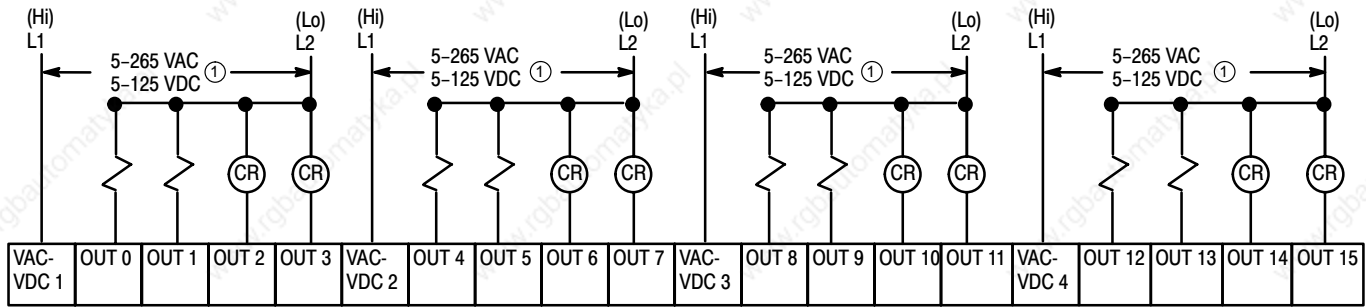 (Hi) (Lo) (Hi) (Lo) (Hi) (Lo) (Hi) (Lo)
L1 L2 L1 L2 L1 L2 L1 L2
5–265 VAC ① 5–265 VAC ① 5–265 VAC ① 5–265 VAC ①
5–125 VDC 5–125 VDC 5–125 VDC 5–125 VDC
CR CR CR CR CR CR CR CR
VAC- OUT 0 OUT 1 OUT 2 OUT 3 VAC- OUT 4 OUT 5 OUT 6 OUT 7 VAC- OUT 8 OUT 9 OUT 10 OUT 11 VAC- OUT 12 OUT 13 OUT 14 OUT 15
VDC 1 VDC 2 VDC 3 VDC 4
www.rgbautomatyka.pl